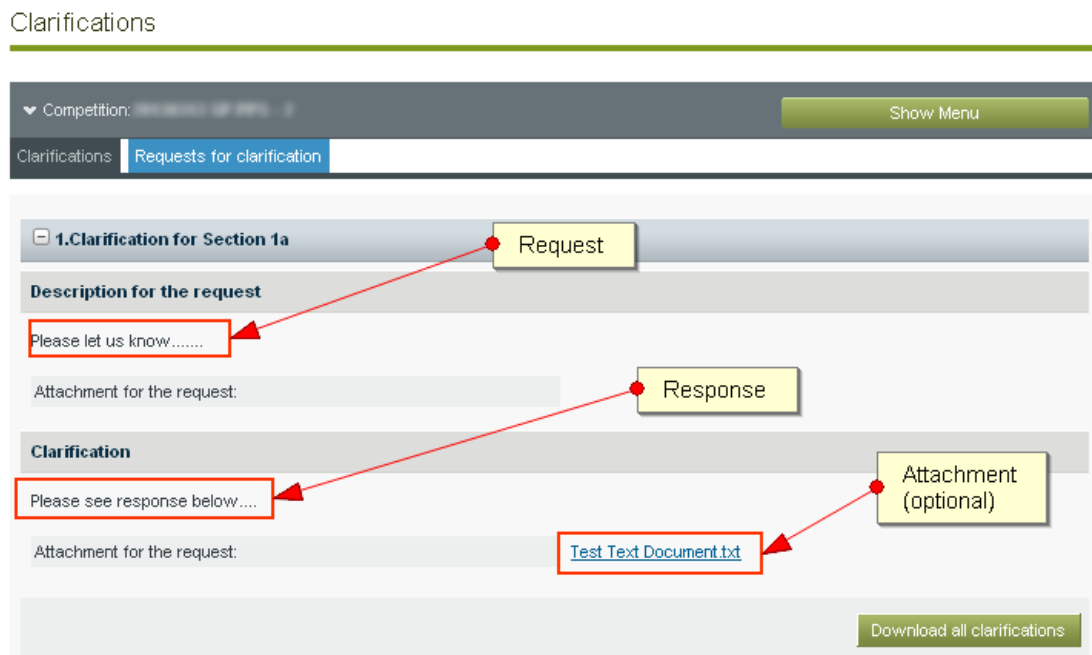 Clarifications
Competition:
Show Menu
Clarifications Requests for clarification
1.Clarification for Section 1a
Request
Description for the request
Please let us know.......
Attachment for the request:
Response
Clarification
Attachment
(optional)
Please see response below....
Attachment for the request: Test Text Document.txt
Download all clarifications